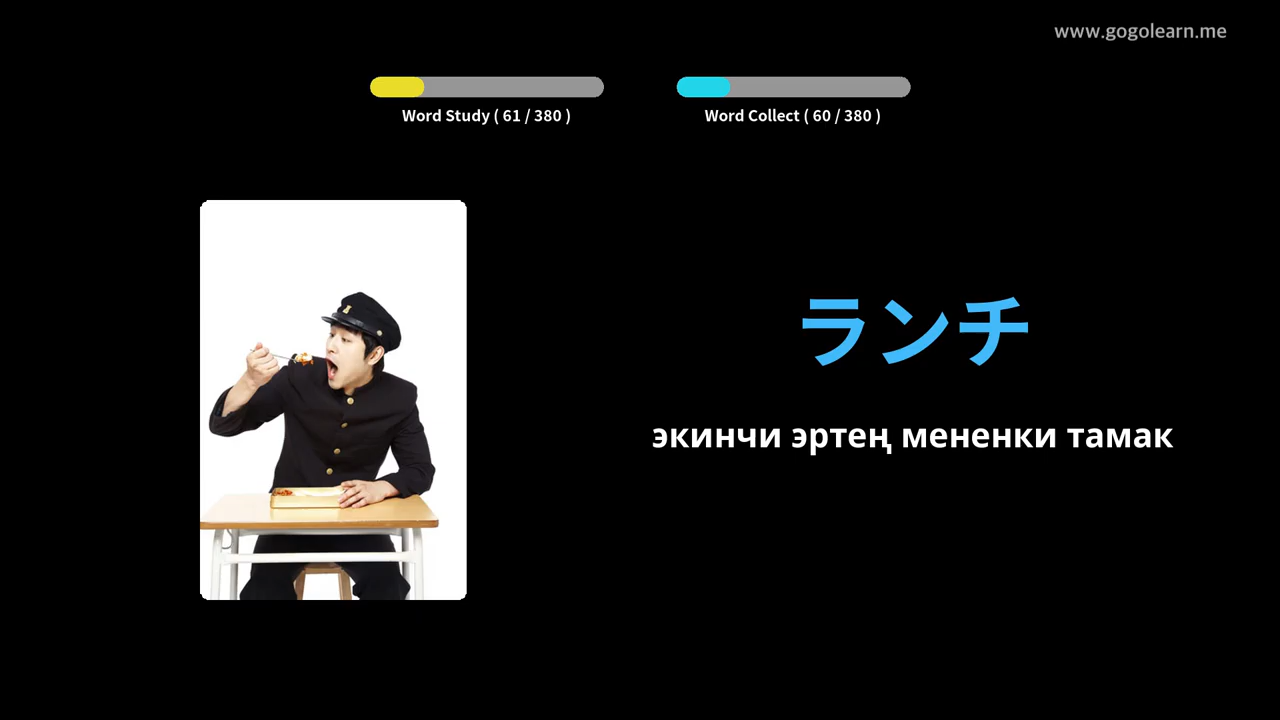 www.gogolearn.me
Word Study ( 61 / 380 )
Word Collect ( 60 / 380 )
ランチ
экинчи эртең мененки тамак